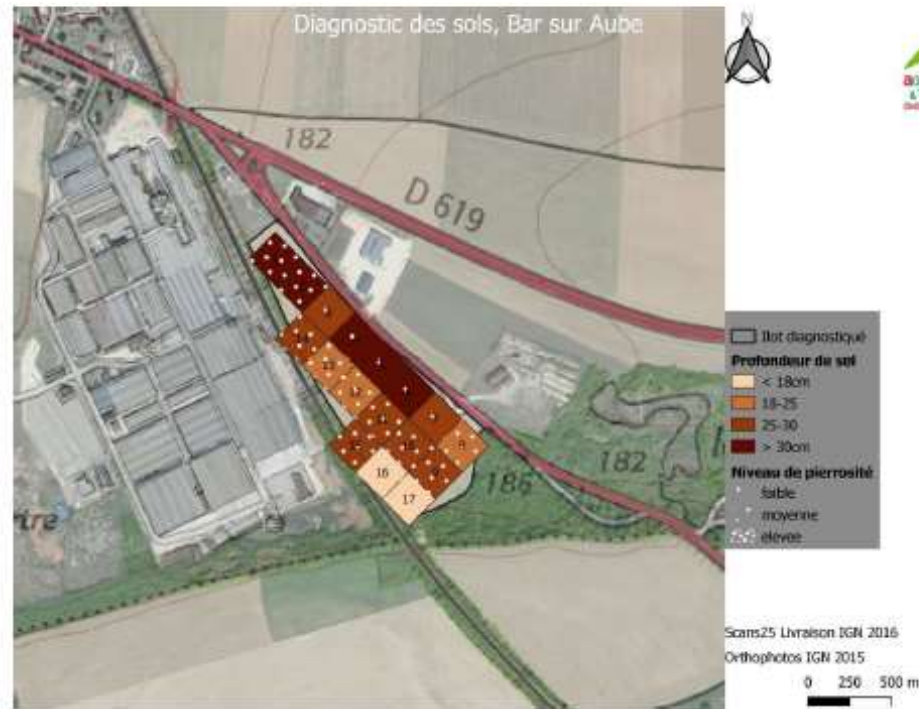 Diagnostic des sols, Bar sur Aube
N
182
D 619
Ilot diagnostiqué
Profondeur de sol
< 18cm
18-25
25-30
> 30cm
Niveau de pierrosité
faible
moyenne
elevee
16
17
186
182
Scans25 Livraison IGN 2016
Orthophotos IGN 2015
0 250 500 m